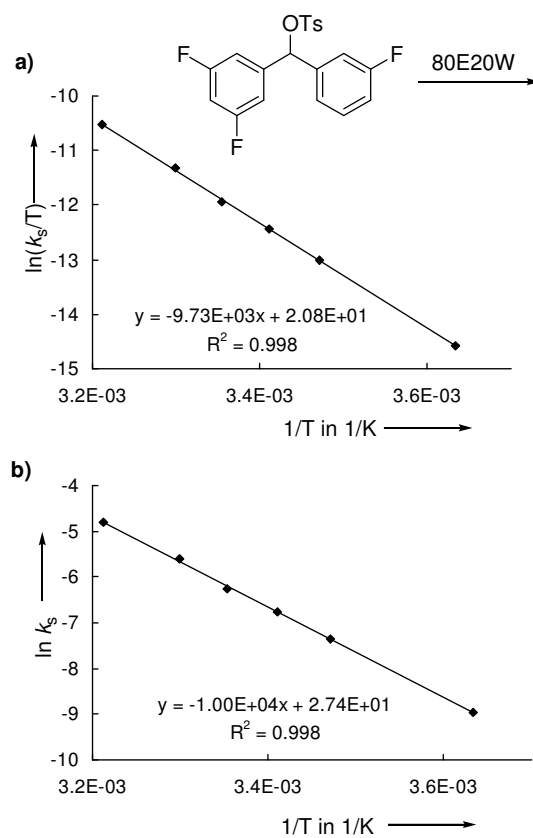 OTs
a)
F
F
80E20W
F
-10
-11
-12
-13
-14
-15
ln(kₛ/T)
y = -9.73E+03x + 2.08E+01
R² = 0.998
3.2E-03 3.4E-03 3.6E-03
1/T in 1/K
b)
-4
-5
-6
-7
-8
-9
-10
ln kₛ
y = -1.00E+04x + 2.74E+01
R² = 0.998
3.2E-03 3.4E-03 3.6E-03
1/T in 1/K